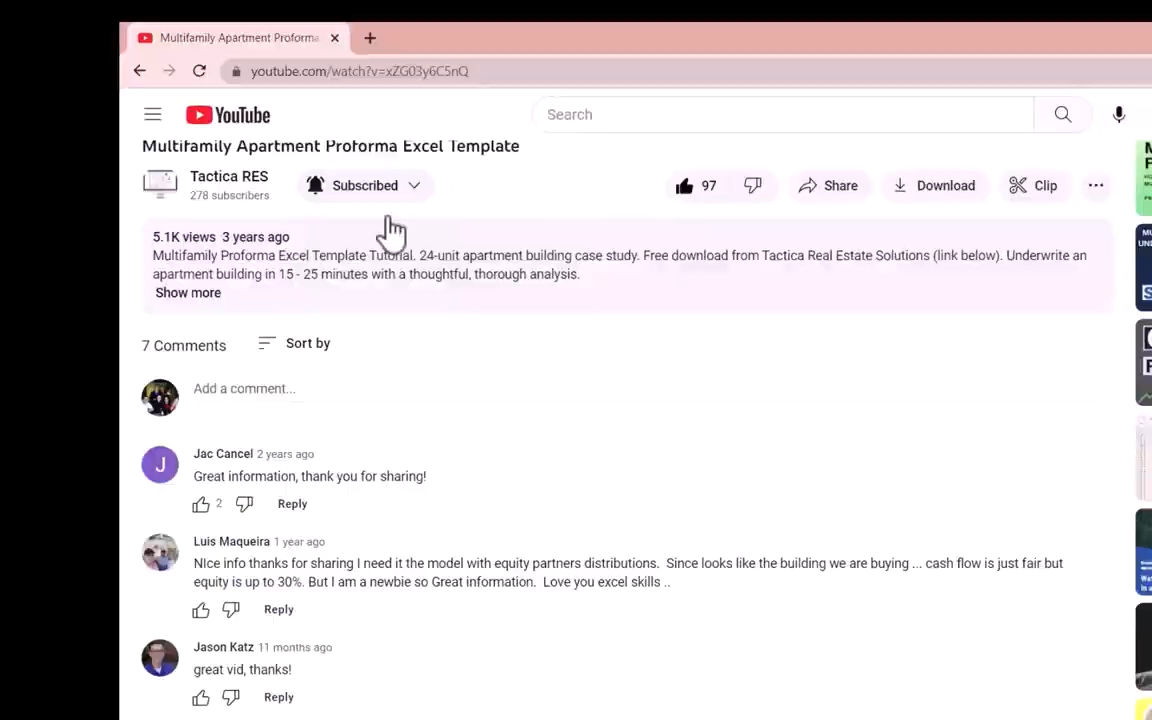 Multifamily Apartment Proforma
youtube.com/watch?v=xZG03y6C5nQ
YouTube
Search
Multifamily Apartment Proforma Excel Template
Tactica RES
278 subscribers
Subscribed
97
Share
Download
Clip
5.1K views 3 years ago
Multifamily Proforma Excel Template Tutorial. 24-unit apartment building case study. Free download from Tactica Real Estate Solutions (link below). Underwrite an
apartment building in 15 - 25 minutes with a thoughtful, thorough analysis.
Show more
7 Comments
Sort by
Add a comment...
J
Jac Cancel 2 years ago
Great information, thank you for sharing!
2
Reply
Luis Maqueira 1 year ago
NIce info thanks for sharing I need it the model with equity partners distributions. Since looks like the building we are buying ... cash flow is just fair but
equity is up to 30%. But I am a newbie so Great information. Love you excel skills ..
Reply
Jason Katz 11 months ago
great vid, thanks!
Reply